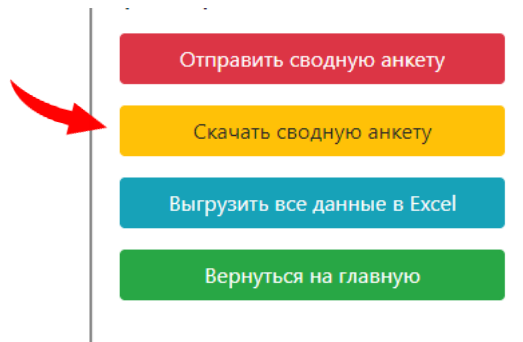 Отправить сводную анкету
Скачать сводную анкету
Выгрузить все данные в Excel
Вернуться на главную